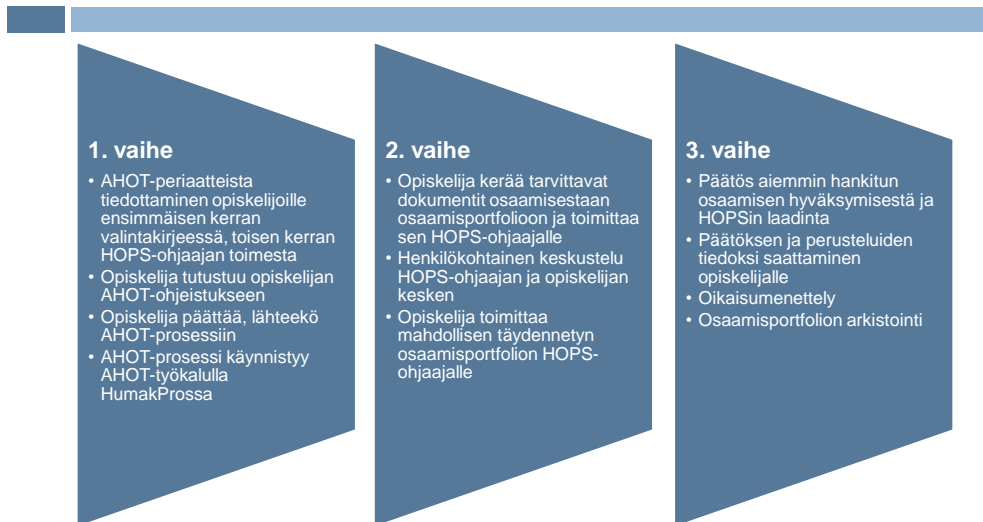 1. vaihe
• AHOT-periaatteista
tiedottaminen opiskelijoille
ensimmäisen kerran
valintakirjeessä, toisen kerran
HOPS-ohjaajan toimesta
• Opiskelija tutustuu opiskelijan
AHOT-ohjeistukseen
• Opiskelija päättää, lähteekö
AHOT-prosessiin
• AHOT-prosessi käynnistyy
AHOT-työkalulla
HumakProssa
2. vaihe
• Opiskelija kerää tarvittavat
dokumentit osaamisestaan
osaamisportfolioon ja toimittaa
sen HOPS-ohjaajalle
• Henkilökohtainen keskustelu
HOPS-ohjaajan ja opiskelijan
kesken
• Opiskelija toimittaa
mahdollisen täydennetyn
osaamisportfolion HOPS-
ohjaajalle
3. vaihe
• Päätös aiemmin hankitun
osaamisen hyväksymisestä ja
HOPSin laadinta
• Päätöksen ja perusteluiden
tiedoksi saattaminen
opiskelijalle
• Oikaisumenettely
• Osaamisportfolion arkistointi